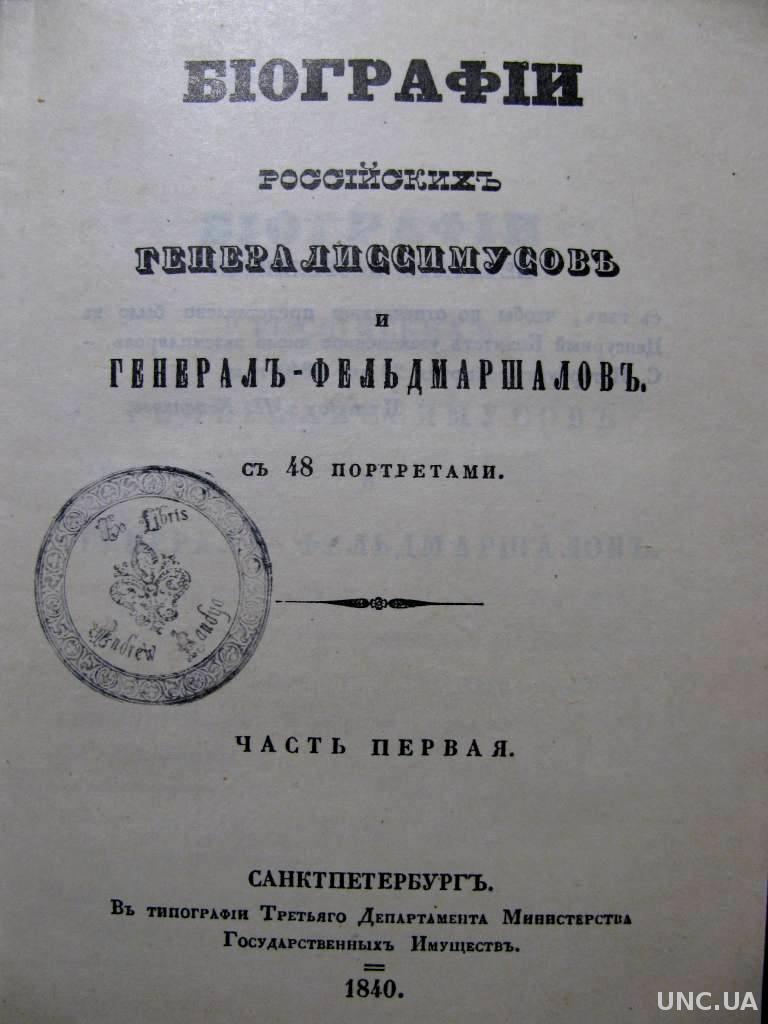 БІОГРАФІИ
РОССІЙСКИХЪ
ГЕНЕРАЛИССИМУСОВЪ
И
ГЕНЕРАЛЪ-ФЕЛЬДМАРШАЛОВЪ.
СЪ 48 ПОРТРЕТАМИ.
Ex Libris
Andrew
ЧАСТЬ ПЕРВАЯ.
САНКТПЕТЕРБУРГЪ.
Въ типографіи Третьяго Департамента Министерства
Государственныхъ Имуществъ.
1840.
UNC.UA